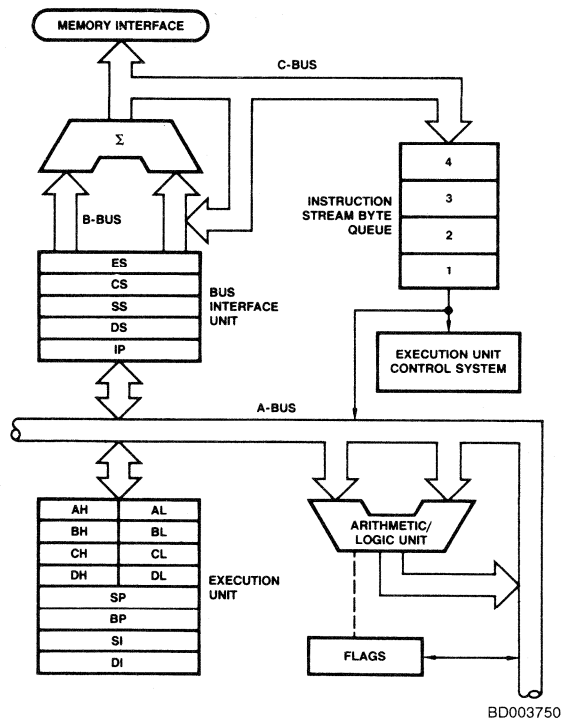 MEMORY INTERFACE
C-BUS
Σ
B-BUS
4
3
2
1
INSTRUCTION
STREAM BYTE
QUEUE
ES
CS
SS
DS
IP
BUS
INTERFACE
UNIT
EXECUTION UNIT
CONTROL SYSTEM
A-BUS
AH AL
BH BL
CH CL
DH DL
SP
BP
SI
DI
EXECUTION
UNIT
ARITHMETIC/
LOGIC UNIT
FLAGS
BD003750